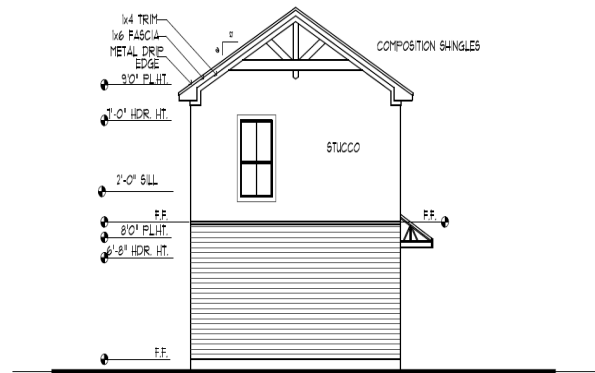 1x4 TRIM
1x6 FASCIA
METAL DRIP
EDGE
9'0" PL.HT.
COMPOSITION SHINGLES
7'-0" HDR. HT.
STUCCO
2'-0" SILL
F.F.
F.F.
8'0" PL.HT.
6'-8" HDR. HT.
F.F.